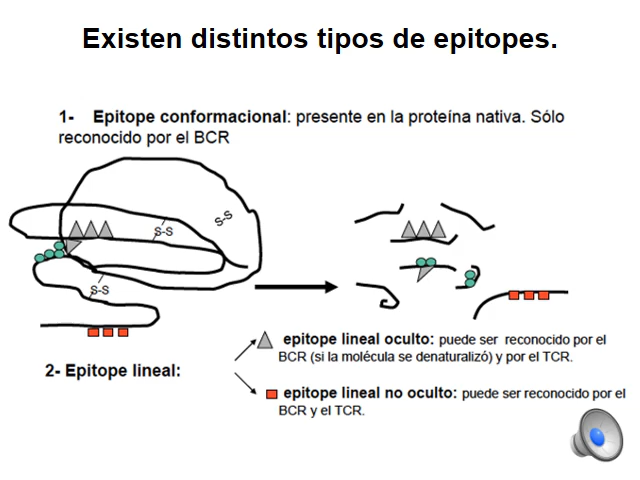 Existen distintos tipos de epitopes.
1- Epitope conformacional: presente en la proteína nativa. Sólo
reconocido por el BCR
S-S
S-S
S-S
epitope lineal oculto: puede ser reconocido por el
BCR (si la molécula se denaturalizó) y por el TCR.
2- Epitope lineal:
epitope lineal no oculto: puede ser reconocido por el
BCR y el TCR.